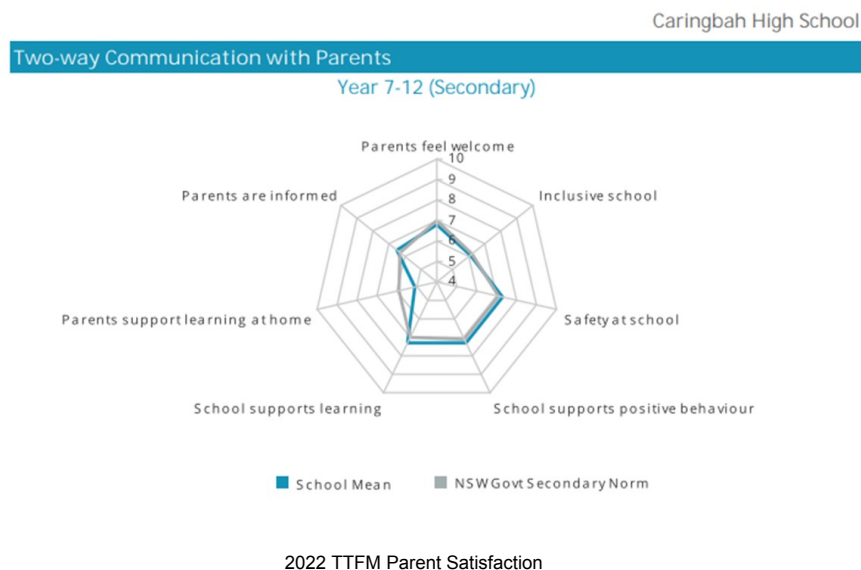 Caringbah High School
Two-way Communication with Parents
Year 7-12 (Secondary)
Parents feel welcome
10
Parents are informed
9
Inclusive school
8
7
6
5
4
Parents support learning at home
Safety at school
School supports learning
School supports positive behaviour
School Mean
NSW Govt Secondary Norm
2022 TTFM Parent Satisfaction